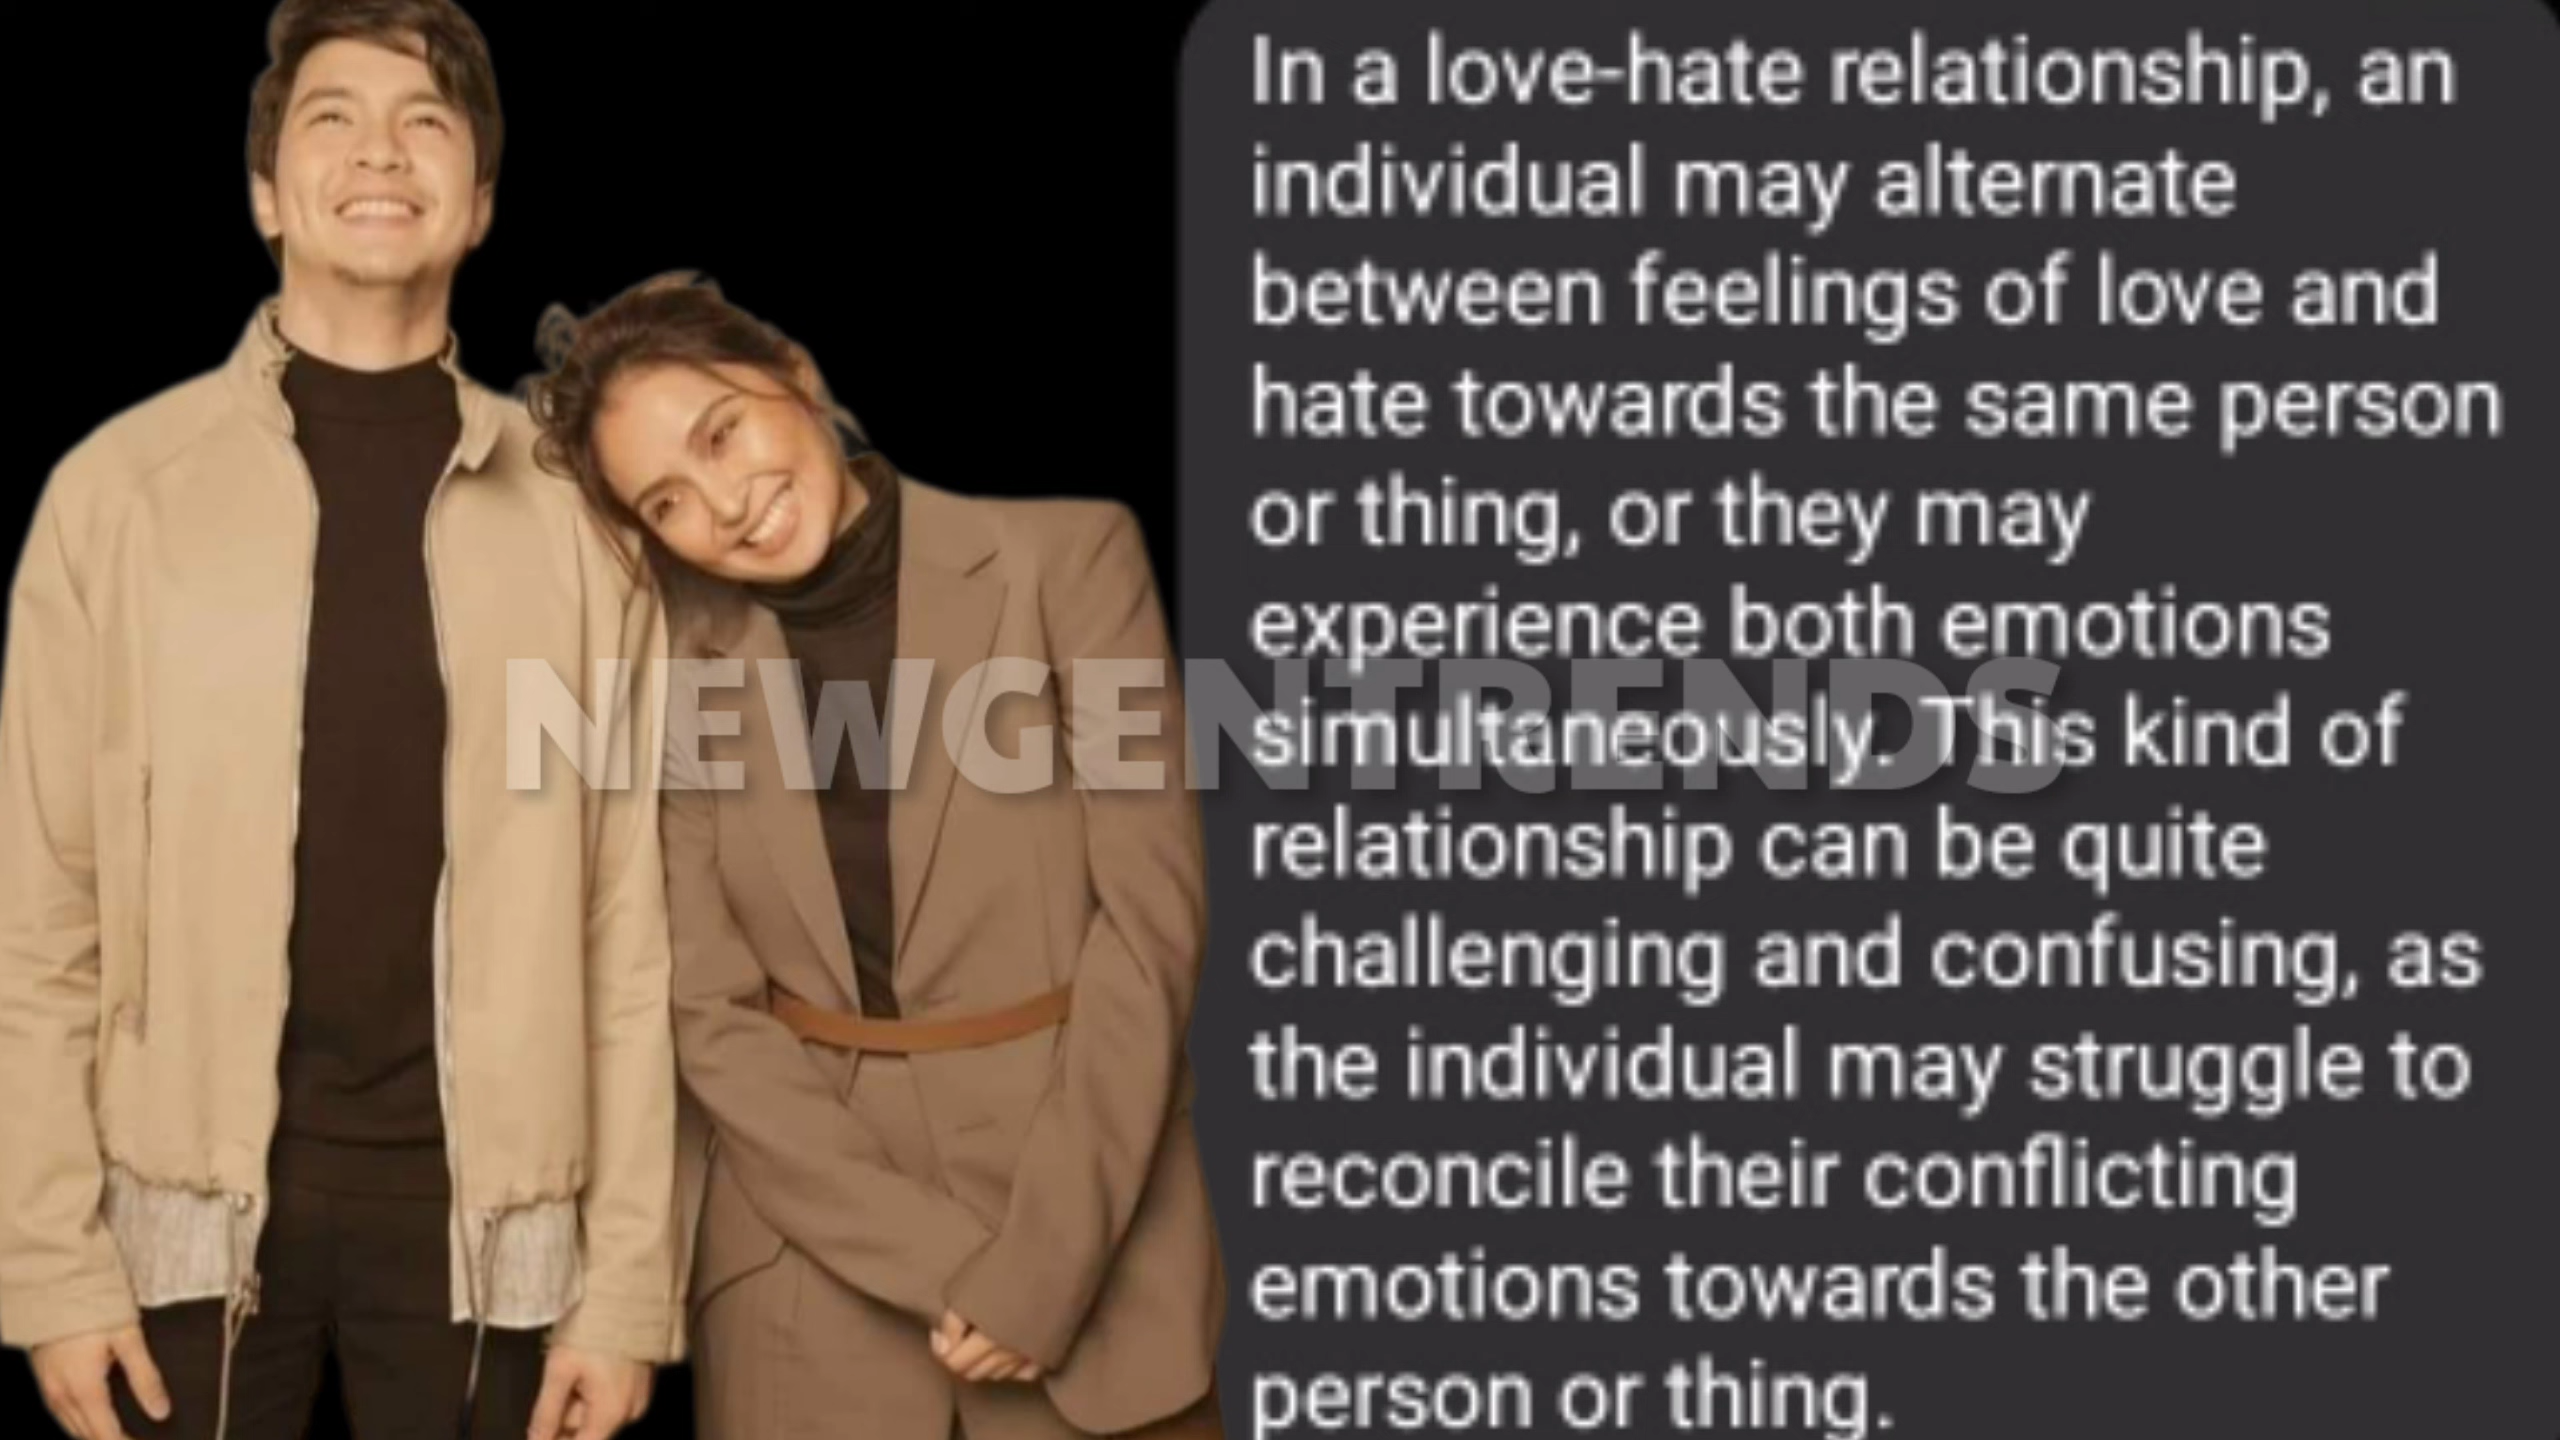 In a love-hate relationship, an
individual may alternate
between feelings of love and
hate towards the same person
or thing, or they may
experience both emotions
simultaneously. This kind of
relationship can be quite
challenging and confusing, as
the individual may struggle to
reconcile their conflicting
emotions towards the other
person or thing.
NEWGENTRENDS